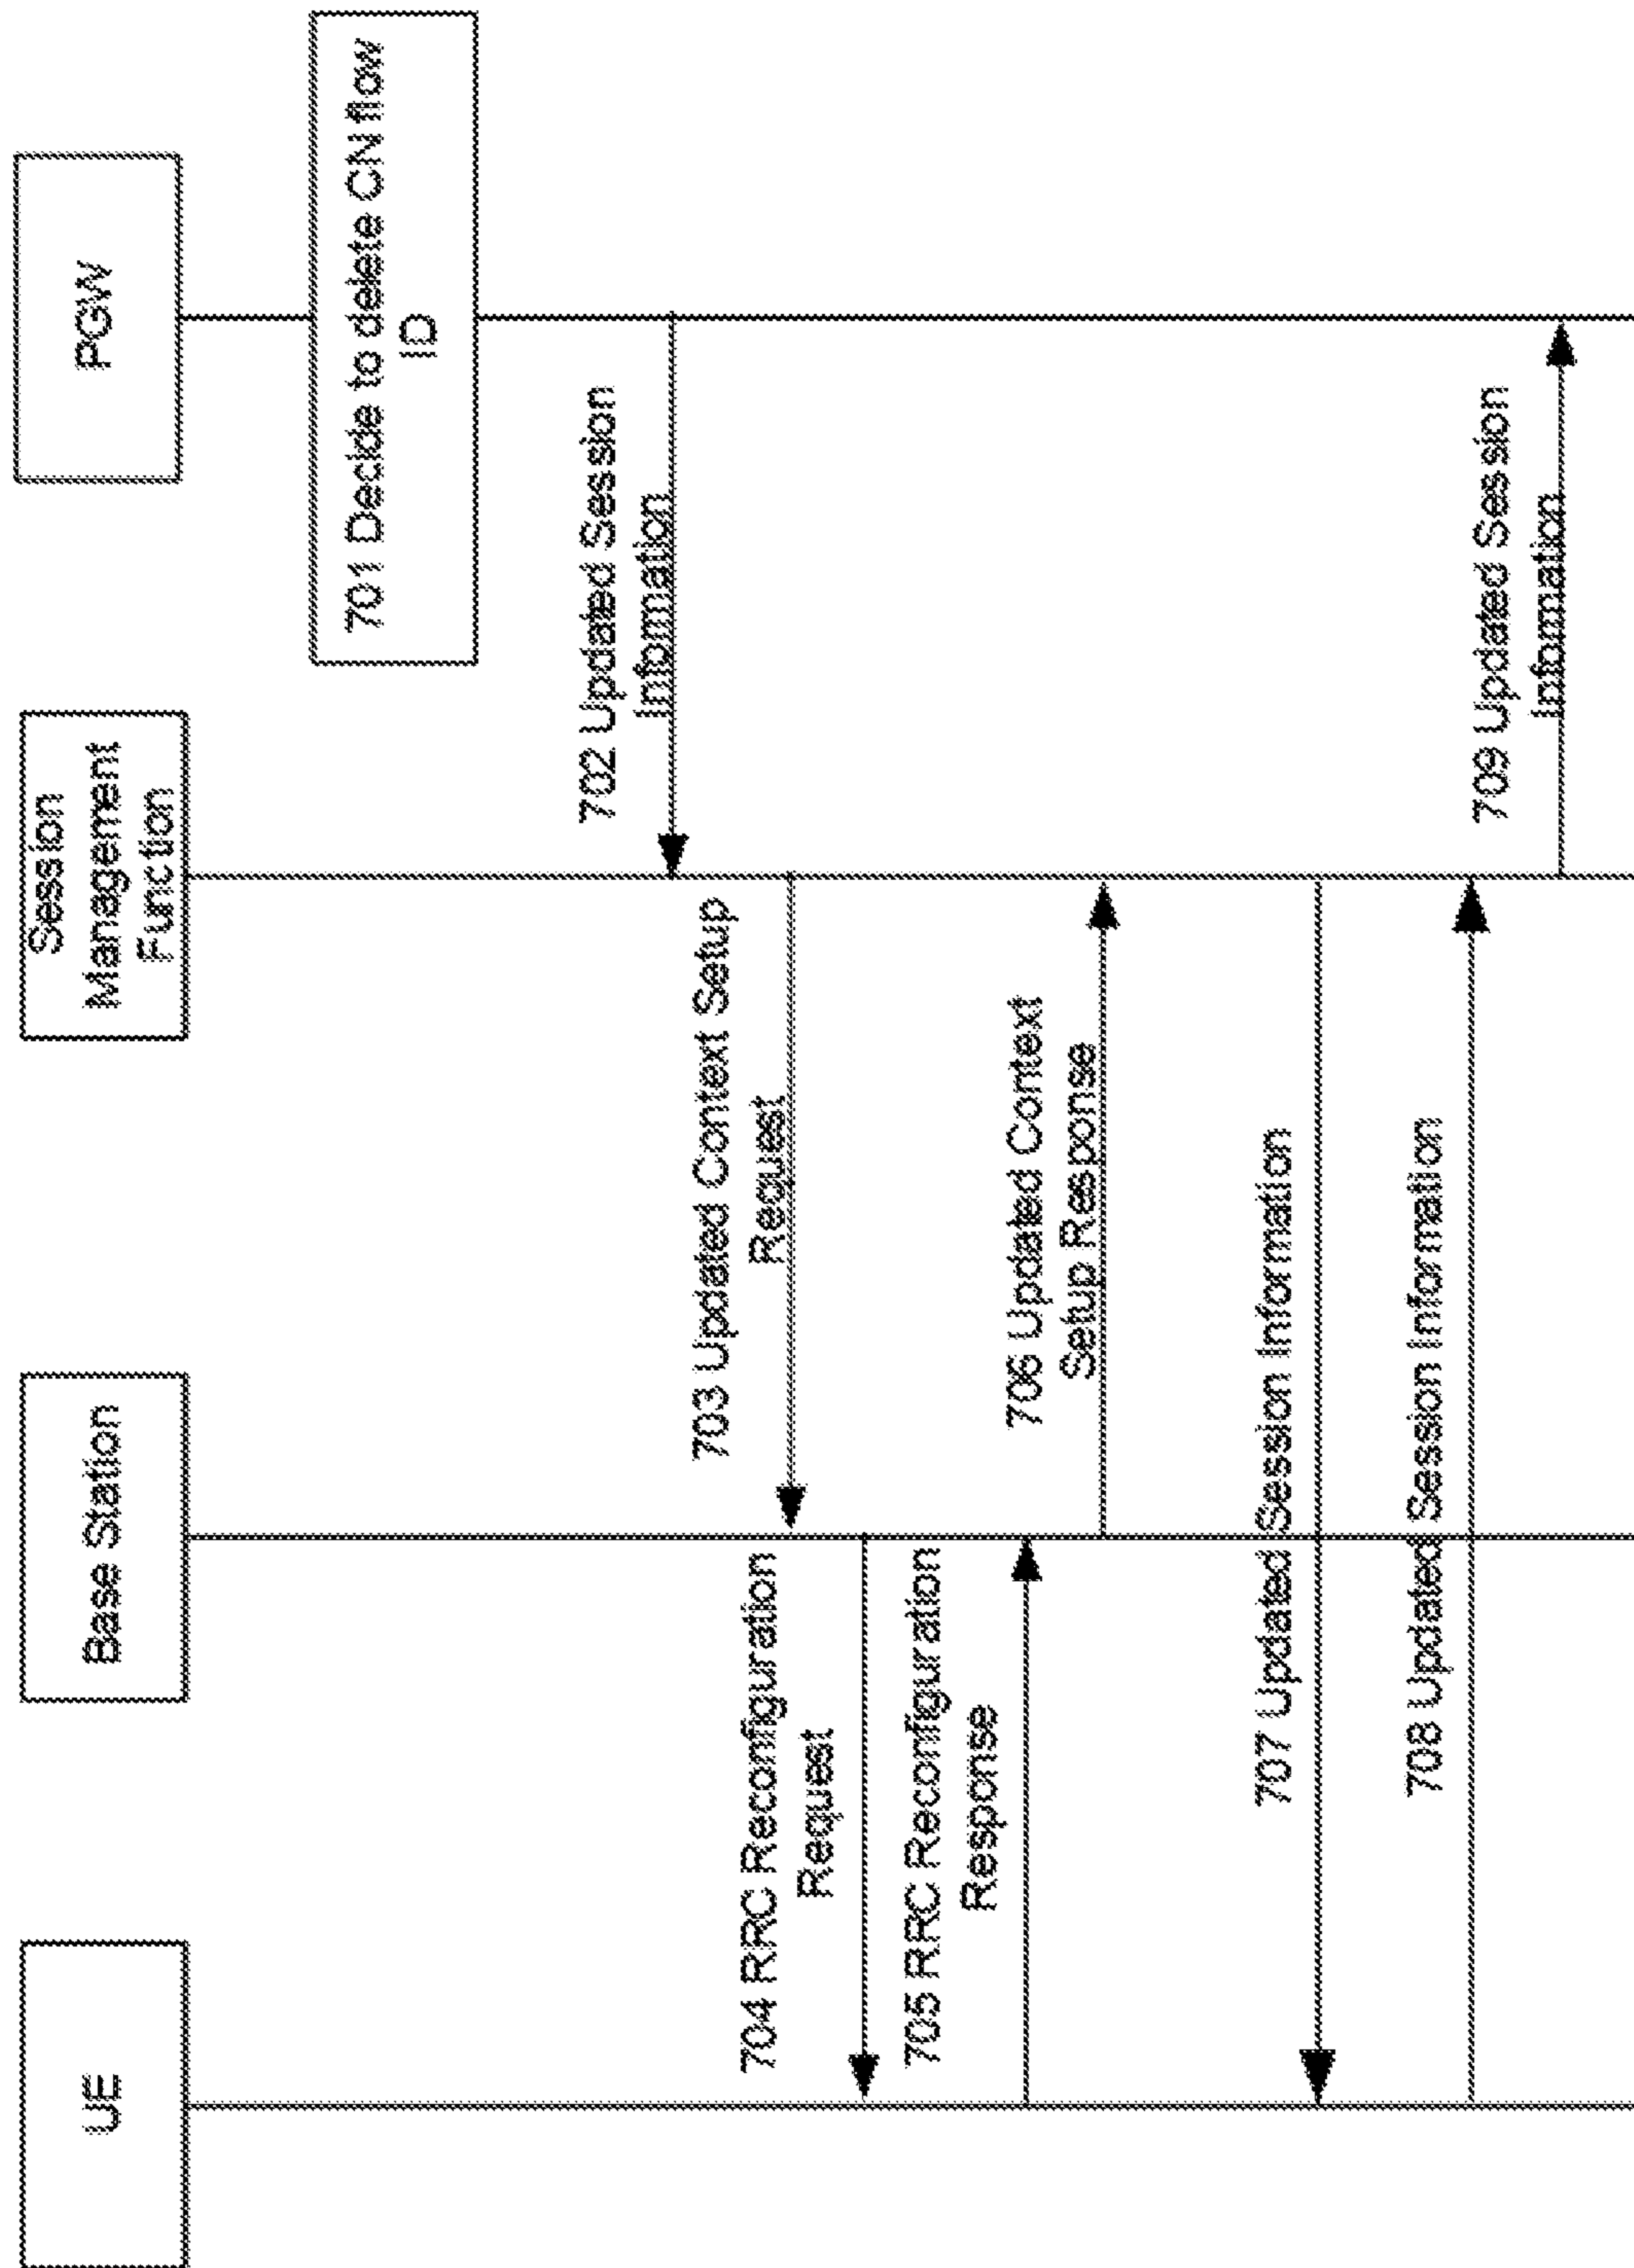 UE
Base Station
Session
Management
Function
PGW
701 Decide to delete CN flow
ID
702 Updated Session
Information
703 Updated Context Setup
Request
704 RRC Reconfiguration
Request
705 RRC Reconfiguration
Response
706 Updated Context
Setup Response
707 Updated Session Information
708 Updated Session Information
709 Updated Session
Information